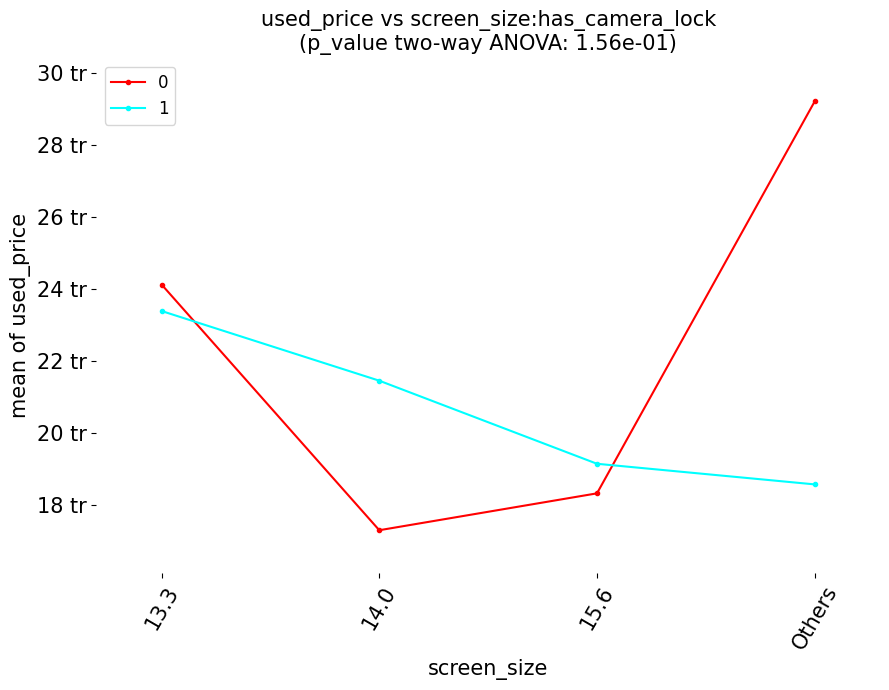 used_price vs screen_size:has_camera_lock
(p_value two-way ANOVA: 1.56e-01)
0
1
30 tr
28 tr
26 tr
24 tr
22 tr
20 tr
18 tr
mean of used_price
13.3
14.0
15.6
Others
screen_size